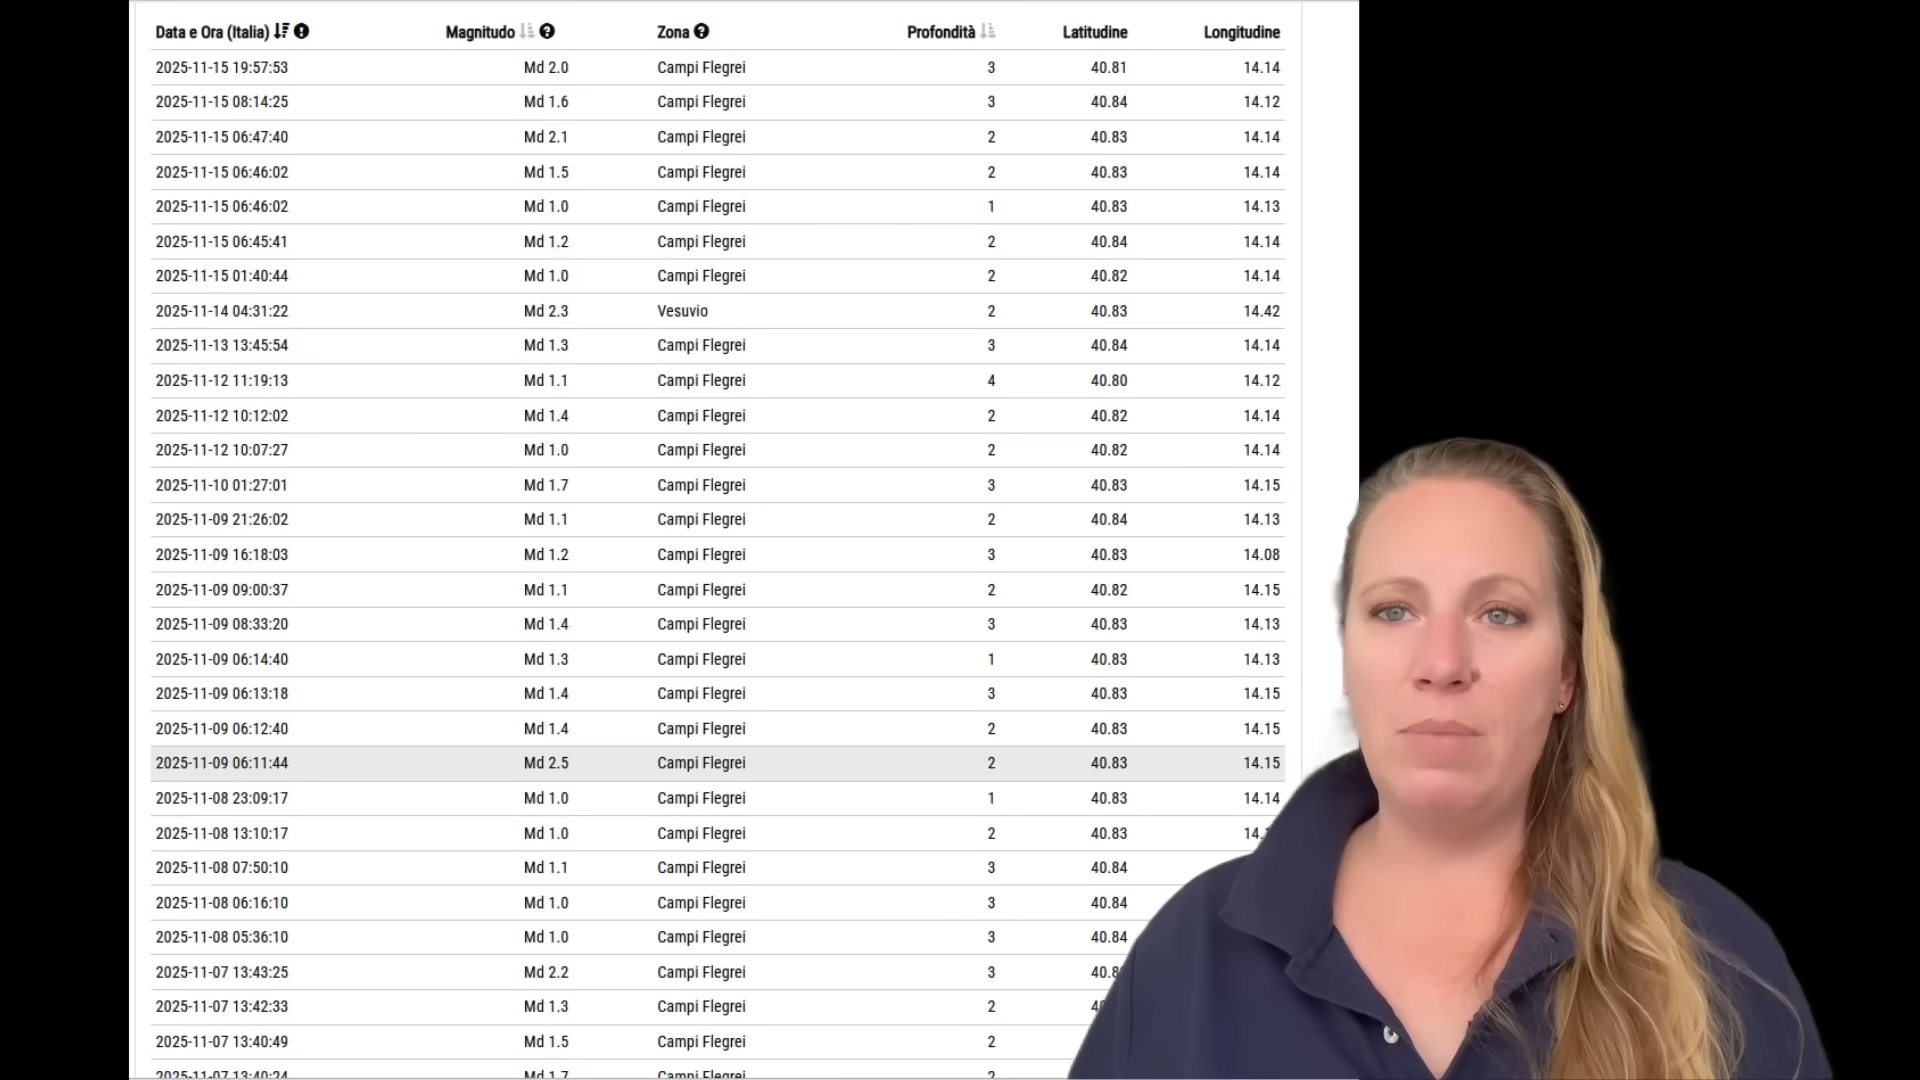 Data e Ora (Italia) Magnitudo Zona Profondità Latitudine Longitudine
2025-11-15 19:57:53 Md 2.0 Campi Flegrei 3 40.81 14.14
2025-11-15 08:14:25 Md 1.6 Campi Flegrei 3 40.84 14.12
2025-11-15 06:47:40 Md 2.1 Campi Flegrei 2 40.83 14.14
2025-11-15 06:46:02 Md 1.5 Campi Flegrei 2 40.83 14.14
2025-11-15 06:46:02 Md 1.0 Campi Flegrei 1 40.83 14.13
2025-11-15 06:45:41 Md 1.2 Campi Flegrei 2 40.84 14.14
2025-11-15 01:40:44 Md 1.0 Campi Flegrei 2 40.82 14.14
2025-11-14 04:31:22 Md 2.3 Vesuvio 2 40.83 14.42
2025-11-13 13:45:54 Md 1.3 Campi Flegrei 3 40.84 14.14
2025-11-12 11:19:13 Md 1.1 Campi Flegrei 4 40.80 14.12
2025-11-12 10:12:02 Md 1.4 Campi Flegrei 2 40.82 14.14
2025-11-12 10:07:27 Md 1.0 Campi Flegrei 2 40.82 14.14
2025-11-10 01:27:01 Md 1.7 Campi Flegrei 3 40.83 14.15
2025-11-09 21:26:02 Md 1.1 Campi Flegrei 2 40.84 14.13
2025-11-09 16:18:03 Md 1.2 Campi Flegrei 3 40.83 14.08
2025-11-09 09:00:37 Md 1.1 Campi Flegrei 2 40.82 14.15
2025-11-09 08:33:20 Md 1.4 Campi Flegrei 3 40.83 14.13
2025-11-09 06:14:40 Md 1.3 Campi Flegrei 1 40.83 14.13
2025-11-09 06:13:18 Md 1.4 Campi Flegrei 3 40.83 14.15
2025-11-09 06:12:40 Md 1.4 Campi Flegrei 2 40.83 14.15
2025-11-09 06:11:44 Md 2.5 Campi Flegrei 2 40.83 14.15
2025-11-08 23:09:17 Md 1.0 Campi Flegrei 1 40.83 14.14
2025-11-08 13:10:17 Md 1.0 Campi Flegrei 2 40.83
2025-11-08 07:50:10 Md 1.1 Campi Flegrei 3 40.84
2025-11-08 06:16:10 Md 1.0 Campi Flegrei 3 40.84
2025-11-08 05:36:10 Md 1.0 Campi Flegrei 3 40.84
2025-11-07 13:43:25 Md 2.2 Campi Flegrei 3
2025-11-07 13:42:33 Md 1.3 Campi Flegrei 2
2025-11-07 13:40:49 Md 1.5 Campi Flegrei 2
2025-11-07 13:40:24 Md 1.7 Campi Flegrei 2